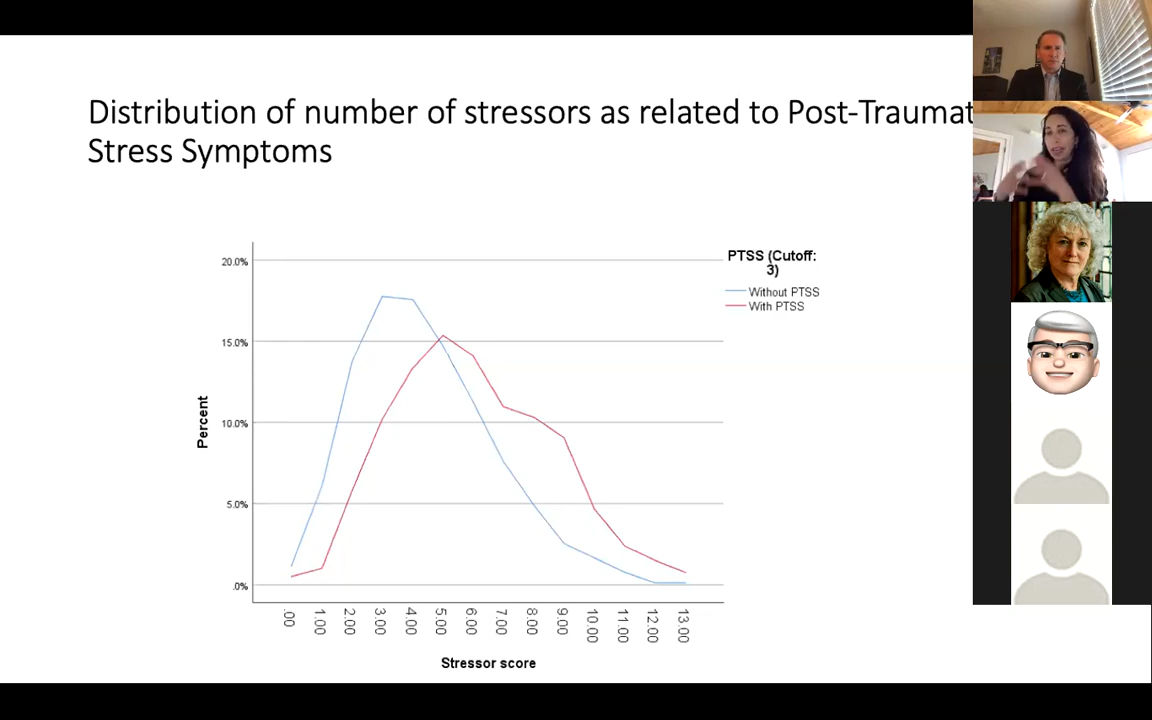 Distribution of number of stressors as related to Post-Traumat
Stress Symptoms
20.0%
15.0%
10.0%
5.0%
.0%
Percent
.00
1.00
2.00
3.00
4.00
5.00
6.00
7.00
8.00
9.00
10.00
11.00
12.00
13.00
Stressor score
PTSS (Cutoff:
3)
Without PTSS
With PTSS